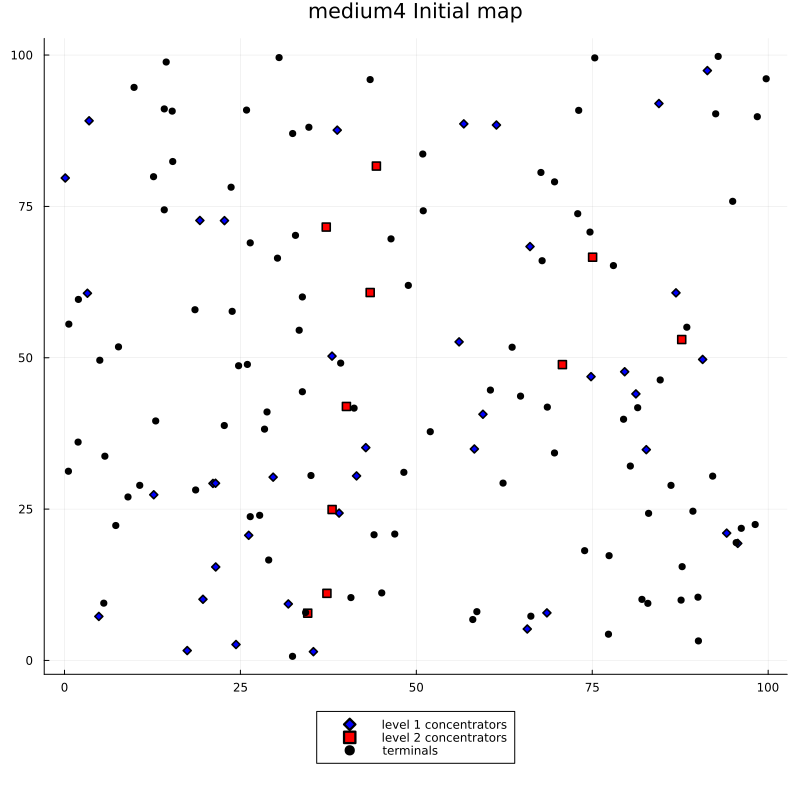 medium4 Initial map
100
75
50
25
0
0 25 50 75 100
level 1 concentrators
level 2 concentrators
terminals